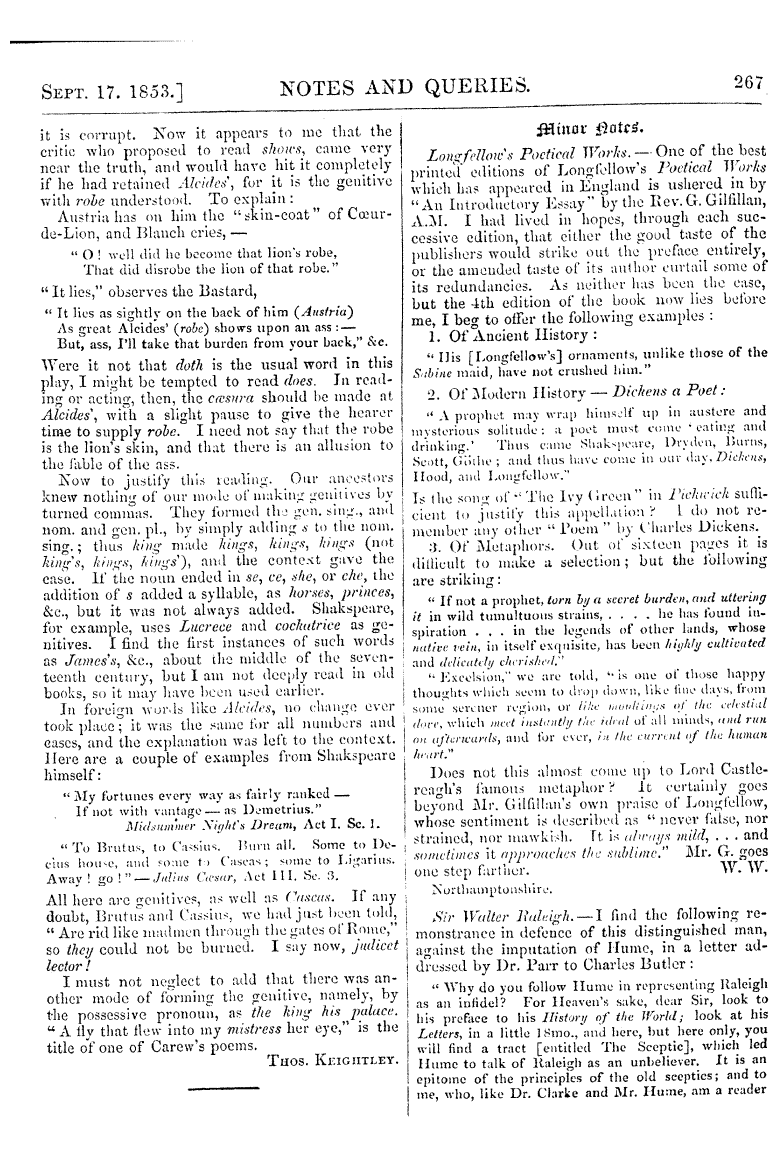 SEPT. 17. 1853.]
NOTES AND QUERIES.
267
it is corrupt. Now it appears to me that the
critic who proposed to read shows, came very
near the truth, and would have hit it completely
if he had retained Alcides', for it is the genitive
with robe understood. To explain:
Austria has on him the "skin-coat" of Cœur-
de-Lion, and Blanch cries, —
"O! well did he become that lion's robe,
That did disrobe the lion of that robe."
"It lies," observes the Bastard,
"It lies as sightly on the back of him (Austria)
As great Alcides' (robe) shows upon an ass:—
But, ass, I'll take that burden from your back," &c.
Were it not that doth is the usual word in this
play, I might be tempted to read does. In read-
ing or acting, then, the cæsura should be made at
Alcides', with a slight pause to give the hearer
time to supply robe. I need not say that the robe
is the lion's skin, and that there is an allusion to
the fable of the ass.
Now to justify this reading. Our ancestors
knew nothing of our mode of making genitives by
turned commas. They formed the gen. sing., and
nom. and gen. pl., by simply adding s to the nom.
sing.; thus king made kings, kings, kings (not
king's, kings, kings'), and the context gave the
case. If the noun ended in se, ce, she, or che, the
addition of s added a syllable, as horses, princes,
&c., but it was not always added. Shakspeare,
for example, uses Lucrece and cockatrice as ge-
nitives. I find the first instances of such words
as James's, &c., about the middle of the seven-
teenth century, but I am not deeply read in old
books, so it may have been used earlier.
In foreign words like Alcides, no change ever
took place; it was the same for all numbers and
cases, and the explanation was left to the context.
Here are a couple of examples from Shakspeare
himself:
"My fortunes every way as fairly ranked —
If not with vantage — as Demetrius."
Midsummer Night's Dream, Act I. Sc. 1.
"To Brutus, to Cassius. Burn all. Some to De-
cius house, and some to Cascas; some to Ligarius.
Away! go!" — Julius Cæsar, Act III. Sc. 3.
All here are genitives, as well as Cascas. If any
doubt, Brutus and Cassius, we had just been told,
"Are rid like madmen through the gates of Rome,"
so they could not be burned. I say now, judicet
lector!
I must not neglect to add that there was an-
other mode of forming the genitive, namely, by
the possessive pronoun, as the king his palace.
"A fly that flew into my mistress her eye," is the
title of one of Carew's poems.
THOS. KEIGHTLEY.
Minor Notes.
Longfellow's Poetical Works. — One of the best
printed editions of Longfellow's Poetical Works
which has appeared in England is ushered in by
"An Introductory Essay" by the Rev. G. Gilfillan,
A.M. I had lived in hopes, through each suc-
cessive edition, that either the good taste of the
publishers would strike out the preface entirely,
or the amended taste of its author curtail some of
its redundancies. As neither has been the case,
but the 4th edition of the book now lies before
me, I beg to offer the following examples:
1. Of Ancient History:
"His [Longfellow's] ornaments, unlike those of the
Sabine maid, have not crushed him."
2. Of Modern History — Dickens a Poet:
"A prophet may wrap himself up in austere and
mysterious solitude: a poet must come 'eating and
drinking.' Thus came Shakspeare, Dryden, Burns,
Scott, Göthe; and thus have come in our day, Dickens,
Hood, and Longfellow."
Is the song of "The Ivy Green" in Pickwick suffi-
cient to justify this appellation? I do not re-
member any other "Poem" by Charles Dickens.
3. Of Metaphors. Out of sixteen pages it is
difficult to make a selection; but the following
are striking:
"If not a prophet, torn by a secret burden, and uttering
it in wild tumultuous strains, . . . . he has found in-
spiration . . . in the legends of other lands, whose
native vein, in itself exquisite, has been highly cultivated
and delicately cherished."
"Excelsion," we are told, "is one of those happy
thoughts which seem to drop down, like fine days, from
some serener region, or like mouldings of the celestial
dove, which meet instantly the ideal of all minds, and run
on afterwards, and for ever, in the current of the human
heart."
Does not this almost come up to Lord Castle-
reagh's famous metaphor? It certainly goes
beyond Mr. Gilfillan's own praise of Longfellow,
whose sentiment is described as "never false, nor
strained, nor mawkish. It is always mild, . . . and
sometimes it approaches the sublime." Mr. G. goes
one step farther.
W. W.
Northamptonshire.
Sir Walter Raleigh. — I find the following re-
monstrance in defence of this distinguished man,
against the imputation of Hume, in a letter ad-
dressed by Dr. Parr to Charles Butler:
"Why do you follow Hume in representing Raleigh
as an infidel? For Heaven's sake, dear Sir, look to
his preface to his History of the World; look at his
Letters, in a little 18mo., and here, but here only, you
will find a tract [entitled The Sceptic], which led
Hume to talk of Raleigh as an unbeliever. It is an
epitome of the principles of the old sceptics; and to
me, who, like Dr. Clarke and Mr. Hume, am a reader